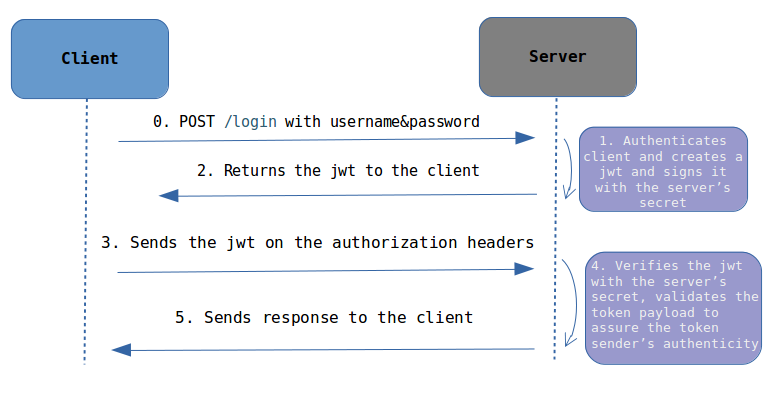 Client
Server
0. POST /login with username&password
1. Authenticates
client and creates a
jwt and signs it
with the server’s
secret
2. Returns the jwt to the client
3. Sends the jwt on the authorization headers
4. Verifies the jwt
with the server’s
secret, validates the
token payload to
assure the token
sender’s authenticity
5. Sends response to the client